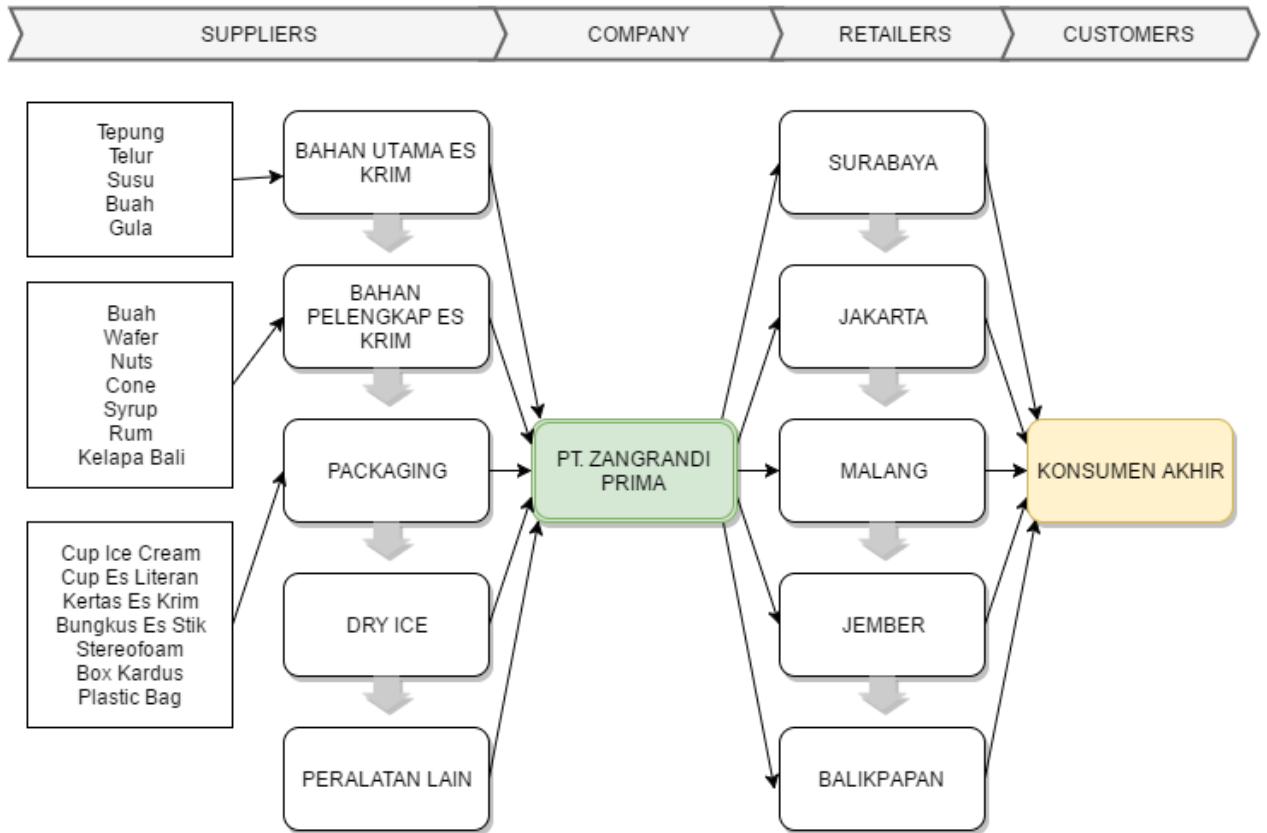 SUPPLIERS
COMPANY
RETAILERS
CUSTOMERS
Tepung
Telur
Susu
Buah
Gula
Buah
Wafer
Nuts
Cone
Syrup
Rum
Kelapa Bali
Cup Ice Cream
Cup Es Literan
Kertas Es Krim
Bungkus Es Stik
Stereofoam
Box Kardus
Plastic Bag
BAHAN UTAMA ES
KRIM
BAHAN
PELENGKAP ES
KRIM
PACKAGING
DRY ICE
PERALATAN LAIN
PT. ZANGRANDI
PRIMA
SURABAYA
JAKARTA
MALANG
JEMBER
BALIKPAPAN
KONSUMEN AKHIR